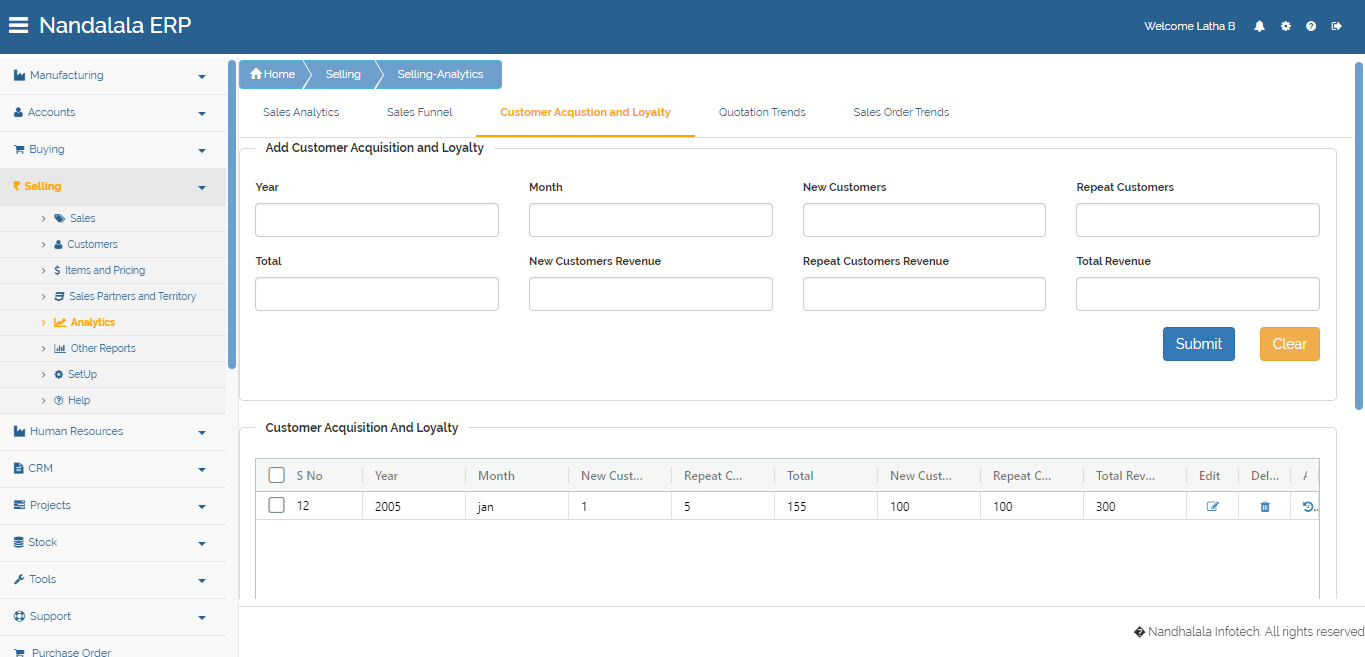 Nandalala ERP
Welcome Latha B
Manufacturing
Accounts
Buying
Selling
Sales
Customers
Items and Pricing
Sales Partners and Territory
Analytics
Other Reports
SetUp
Help
Human Resources
CRM
Projects
Stock
Tools
Support
Purchase Order
Home Selling Selling-Analytics
Sales Analytics Sales Funnel Customer Acqustion and Loyalty Quotation Trends Sales Order Trends
Add Customer Acquisition and Loyalty
Year Month New Customers Repeat Customers
Total New Customers Revenue Repeat Customers Revenue Total Revenue
Submit Clear
Customer Acquisition And Loyalty
S No Year Month New Cust... Repeat C... Total New Cust... Repeat C... Total Rev... Edit Del...
12 2005 jan 1 5 155 100 100 300
� Nandhalala Infotech. All rights reserved